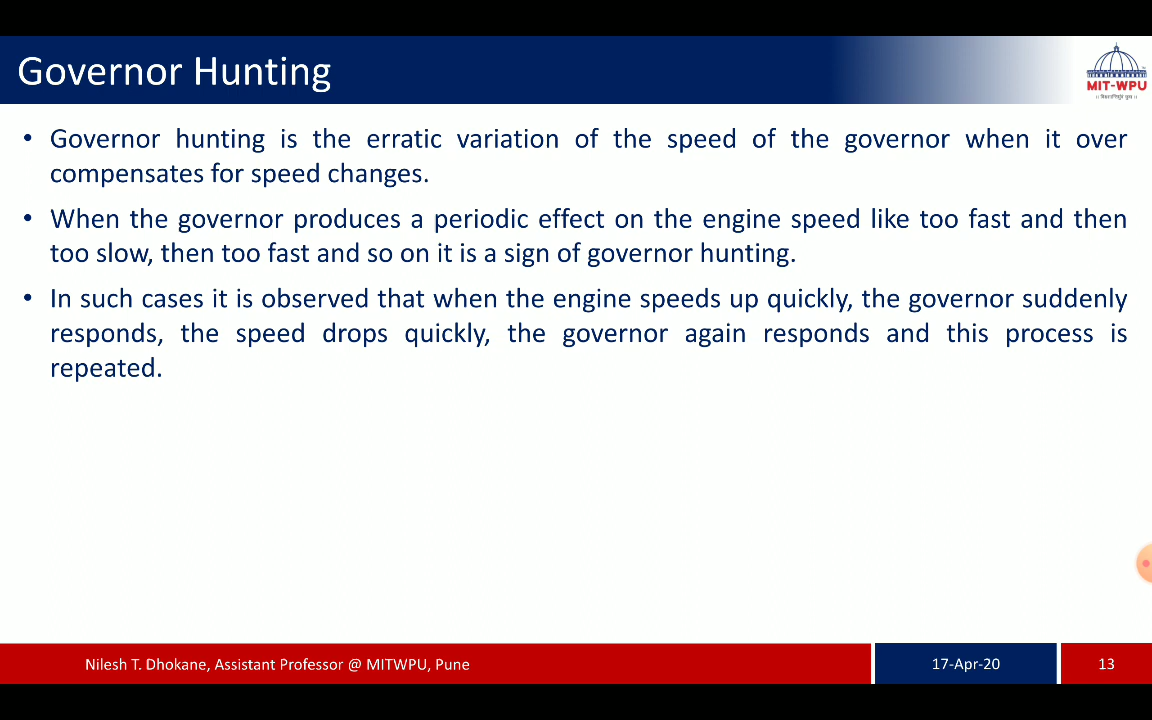 Governor Hunting
MIT-WPU
• Governor hunting is the erratic variation of the speed of the governor when it over
compensates for speed changes.
• When the governor produces a periodic effect on the engine speed like too fast and then
too slow, then too fast and so on it is a sign of governor hunting.
• In such cases it is observed that when the engine speeds up quickly, the governor suddenly
responds, the speed drops quickly, the governor again responds and this process is
repeated.
Nilesh T. Dhokane, Assistant Professor @ MITWPU, Pune
17-Apr-20
13